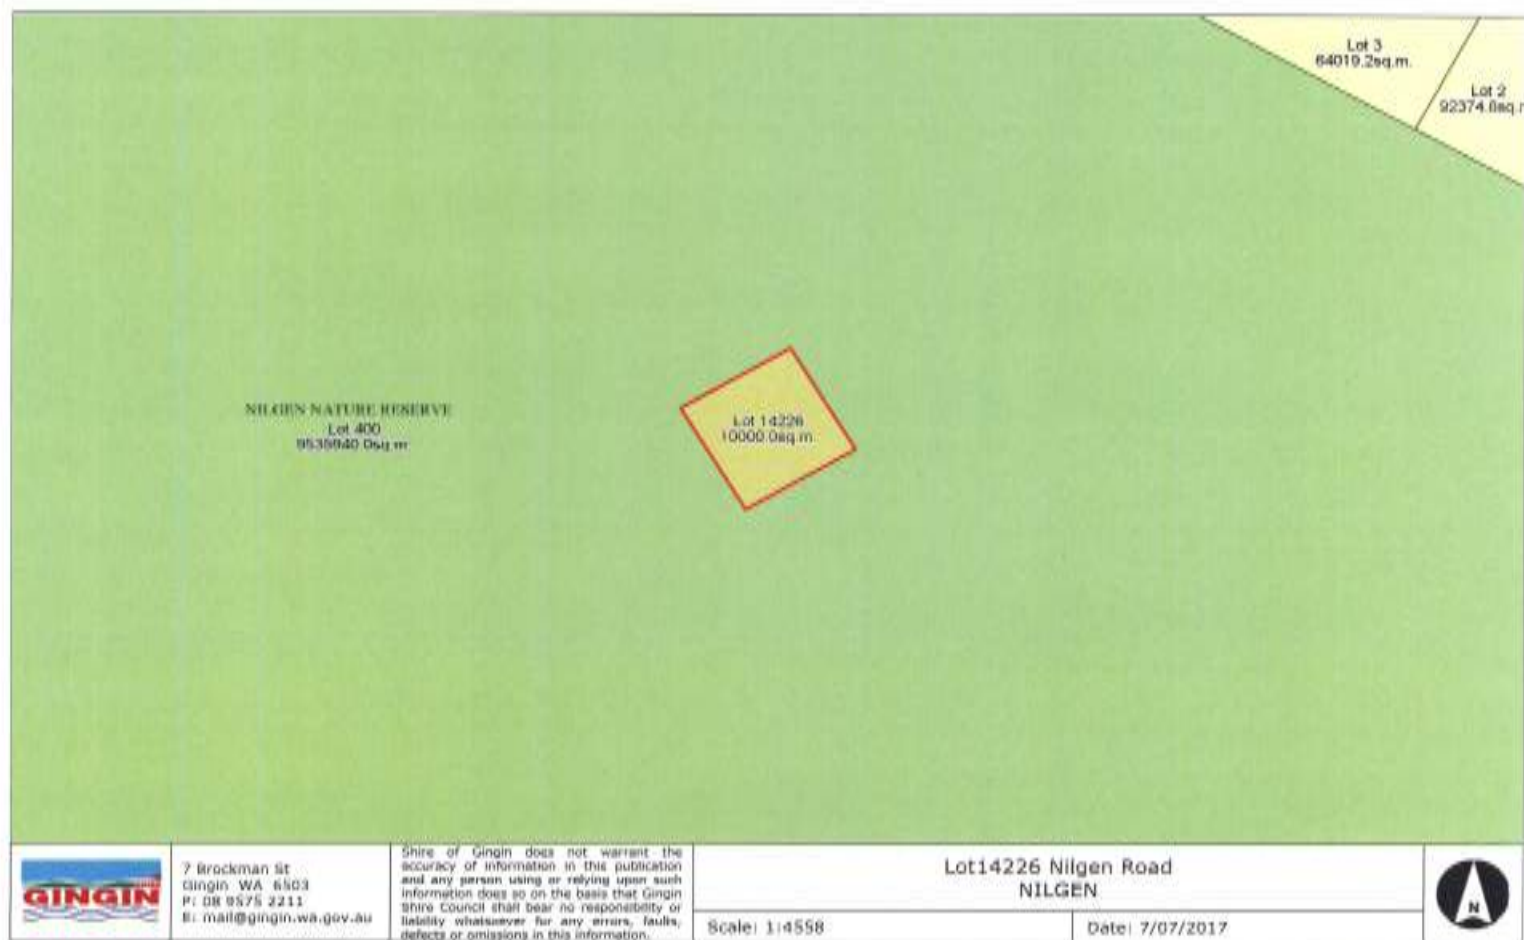 Lot 3
64019.2sq.m.
Lot 2
NILGEN NATURE RESERVE
Lot 400
Lot 14226
10000.0sq.m.
GINGIN
7 Brockman St
Gingin WA 6503
P: 08 9575 2211
E: mail@gingin.wa.gov.au
Shire of Gingin does not warrant the
accuracy of information in this publication
and any person using or relying upon such
information does so on the basis that Gingin
Shire Council shall bear no responsibility or
liability whatsoever for any errors, faults,
defects or omissions in this information.
Lot14226 Nilgen Road
NILGEN
Scale: 1:4558
Date: 7/07/2017
N